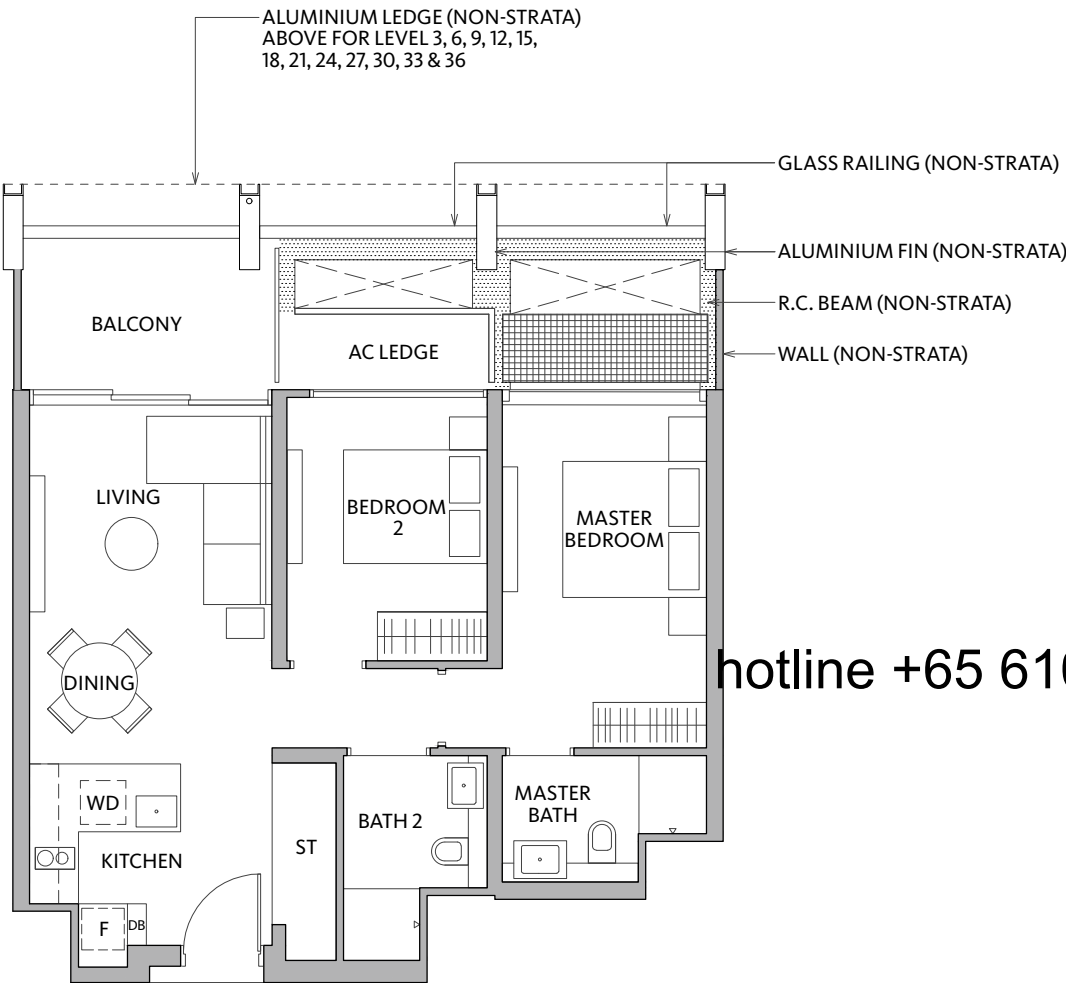 ALUMINIUM LEDGE (NON-STRATA)
ABOVE FOR LEVEL 3, 6, 9, 12, 15,
18, 21, 24, 27, 30, 33 & 36
GLASS RAILING (NON-STRATA)
ALUMINIUM FIN (NON-STRATA)
R.C. BEAM (NON-STRATA)
WALL (NON-STRATA)
BALCONY
AC LEDGE
LIVING
BEDROOM
2
MASTER
BEDROOM
hotline +65 610
DINING
WD
BATH 2
MASTER
BATH
ST
KITCHEN
F
DB